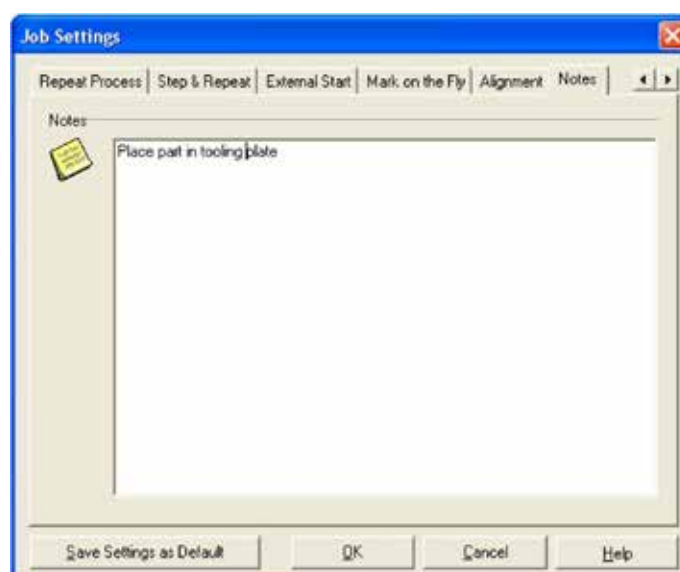 Job Settings
Repeat Process Step & Repeat External Start Mark on the Fly Alignment Notes
Notes
Place part in tooling plate
Save Settings as Default OK Cancel Help